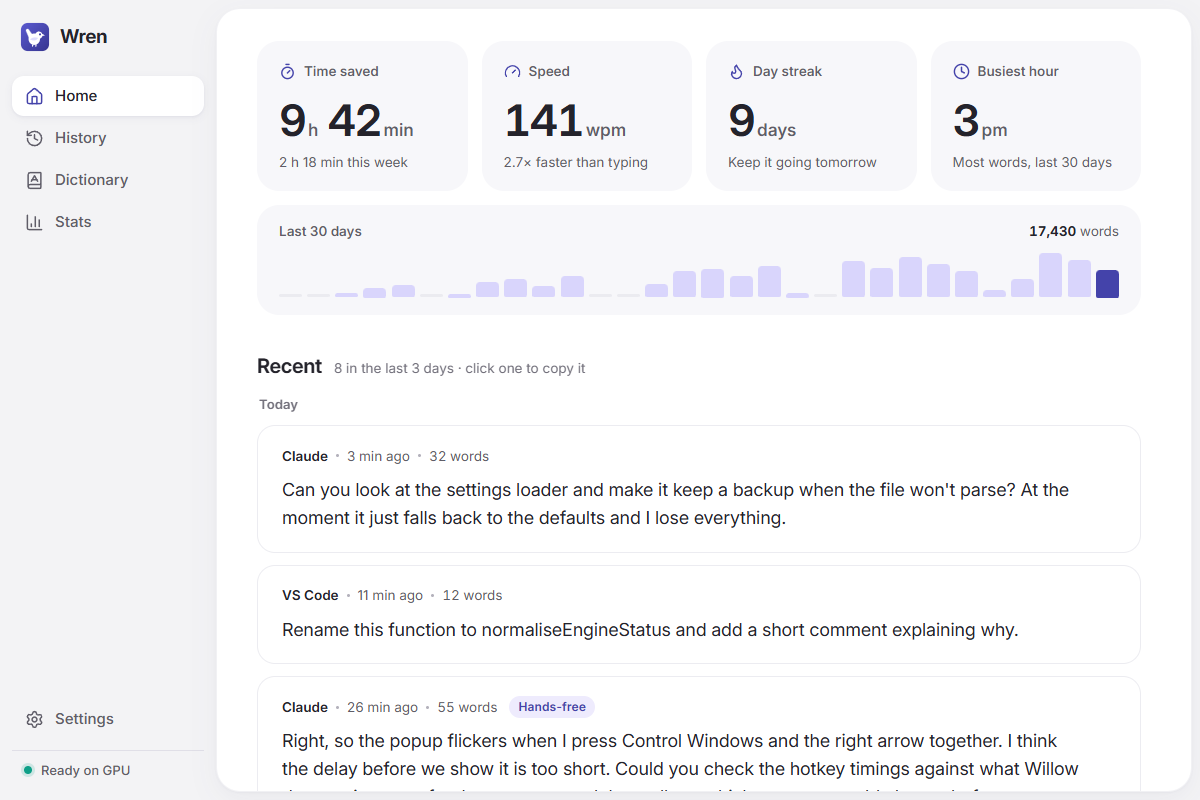 Wren
Home
History
Dictionary
Stats
Settings
Ready on GPU
Time saved
9h 42min
2 h 18 min this week
Speed
141wpm
2.7× faster than typing
Day streak
9days
Keep it going tomorrow
Busiest hour
3pm
Most words, last 30 days
Last 30 days
17,430 words
Recent 8 in the last 3 days · click one to copy it
Today
Claude · 3 min ago · 32 words
Can you look at the settings loader and make it keep a backup when the file won't parse? At the
moment it just falls back to the defaults and I lose everything.
VS Code · 11 min ago · 12 words
Rename this function to normaliseEngineStatus and add a short comment explaining why.
Claude · 26 min ago · 55 words Hands-free
Right, so the popup flickers when I press Control Windows and the right arrow together. I think
the delay before we show it is too short. Could you check the hotkey timings against what Willow